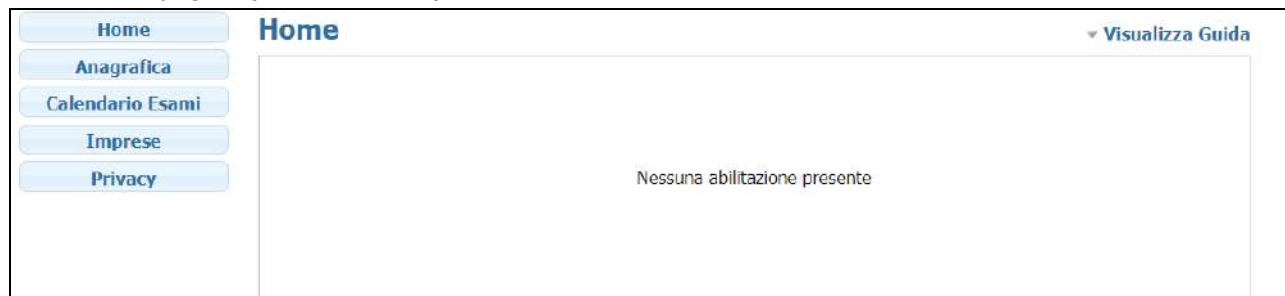 Home
Anagrafica
Calendario Esami
Imprese
Privacy
Home
Visualizza Guida
Nessuna abilitazione presente